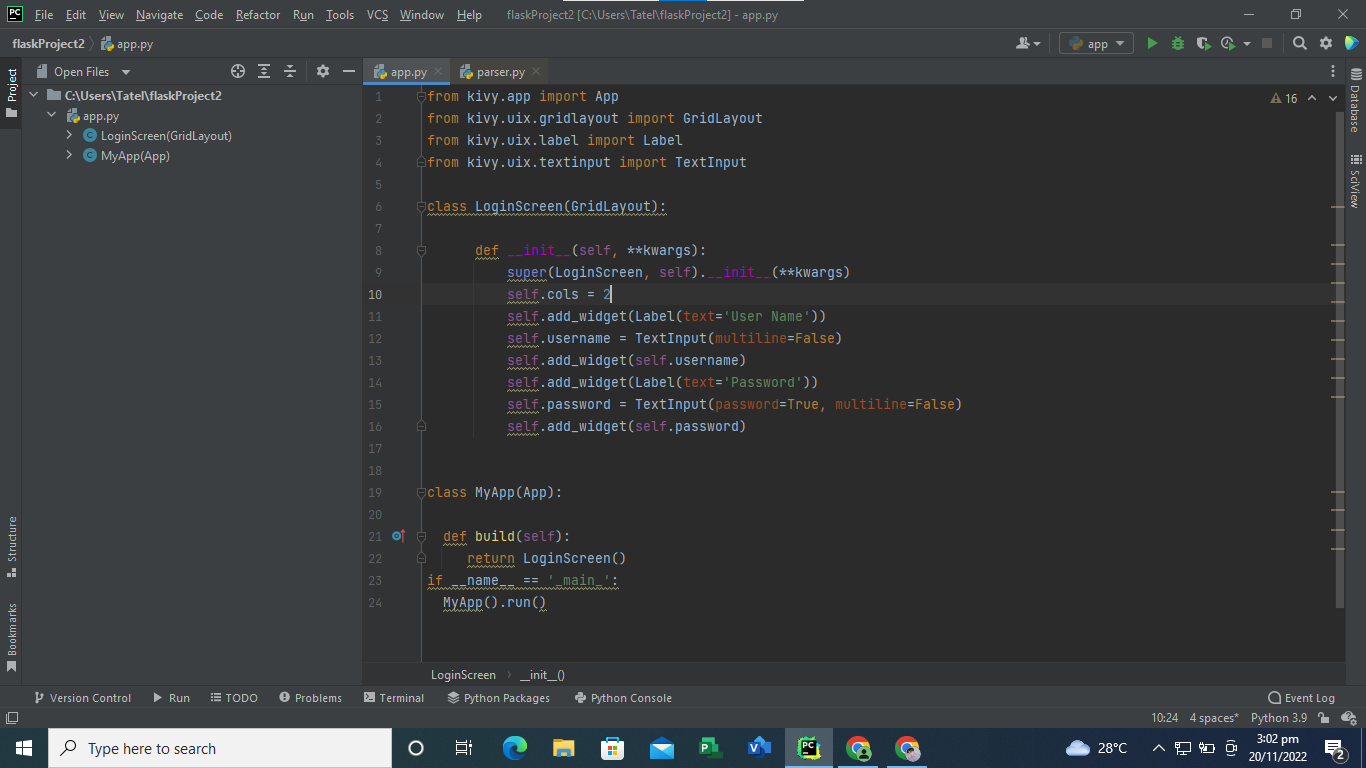 PC File Edit View Navigate Code Refactor Run Tools VCS Window Help flaskProject2 [C:\Users\Tatel\flaskProject2] - app.py
flaskProject2 app.py app
Project
Open Files
app.py parser.py
C:\Users\Tatel\flaskProject2
app.py
C LoginScreen(GridLayout)
C MyApp(App)
16
1 from kivy.app import App
2 from kivy.uix.gridlayout import GridLayout
3 from kivy.uix.label import Label
4 from kivy.uix.textinput import TextInput
5
6 class LoginScreen(GridLayout):
7
8 def __init__(self, **kwargs):
9 super(LoginScreen, self).__init__(**kwargs)
10 self.cols = 2
11 self.add_widget(Label(text='User Name'))
12 self.username = TextInput(multiline=False)
13 self.add_widget(self.username)
14 self.add_widget(Label(text='Password'))
15 self.password = TextInput(password=True, multiline=False)
16 self.add_widget(self.password)
17
18
19 class MyApp(App):
20
21 def build(self):
22 return LoginScreen()
23 if __name__ == '_main_':
24 MyApp().run()
Database
SciView
Structure
Bookmarks
LoginScreen __init__()
Version Control Run TODO Problems Terminal Python Packages Python Console Event Log
10:24 4 spaces* Python 3.9
Type here to search
PC
28°C
3:02 pm
20/11/2022
2